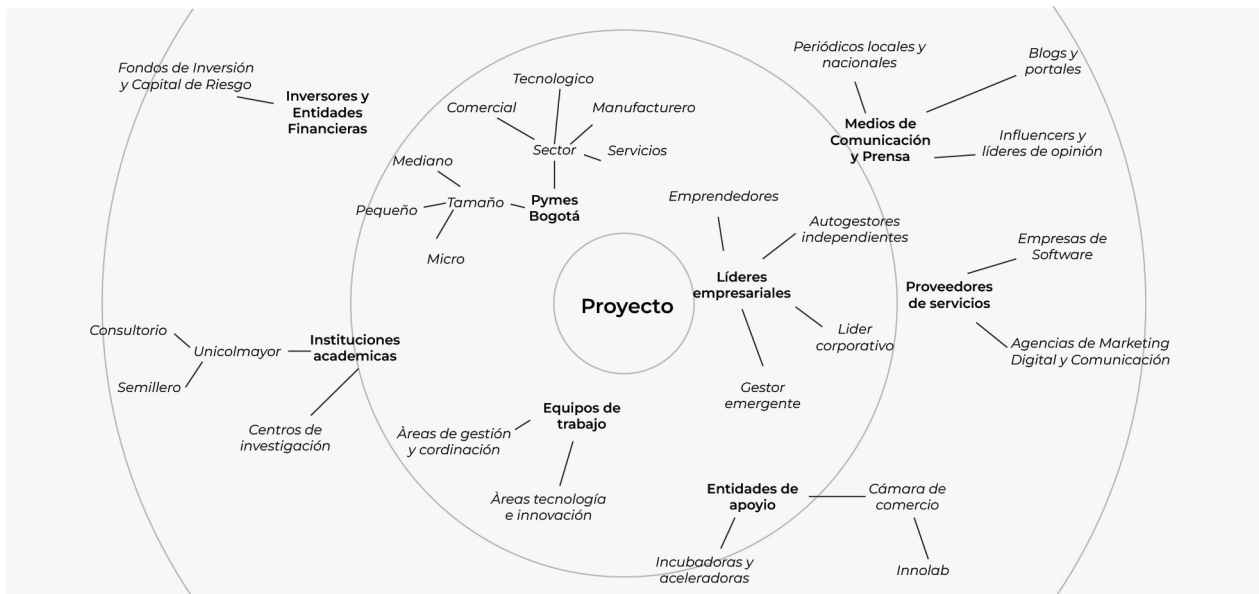 Fondos de Inversión
y Capital de Riesgo
Inversores y
Entidades
Financieras
Tecnologico
Comercial
Manufacturero
Sector
Servicios
Mediano
Pequeño
Tamaño
Micro
Pymes
Bogotá
Periódicos locales y
nacionales
Blogs y
portales
Medios de
Comunicación
y Prensa
Influencers y
líderes de opinión
Emprendedores
Autogestores
independientes
Líderes
empresariales
Lider
corporativo
Gestor
emergente
Empresas de
Software
Proveedores
de servicios
Agencias de Marketing
Digital y Comunicación
Proyecto
Consultorio
Unicolmayor
Semillero
Instituciones
academicas
Centros de
investigación
Equipos de
trabajo
Àreas de gestión
y cordinación
Àreas tecnología
e innovación
Entidades de
apoyio
Cámara de
comercio
Incubadoras y
aceleradoras
Innolab